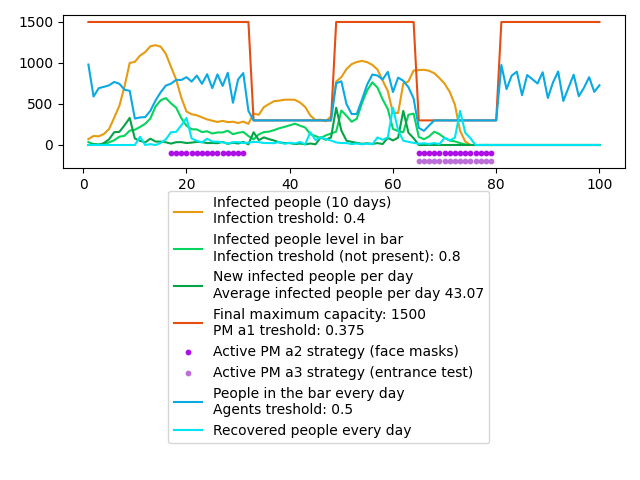 1500
1000
500
0
0
20
40
60
80
100
Infected people (10 days)
Infection treshold: 0.4
Infected people level in bar
Infection treshold (not present): 0.8
New infected people per day
Average infected people per day 43.07
Final maximum capacity: 1500
PM a1 treshold: 0.375
Active PM a2 strategy (face masks)
Active PM a3 strategy (entrance test)
People in the bar every day
Agents treshold: 0.5
Recovered people every day